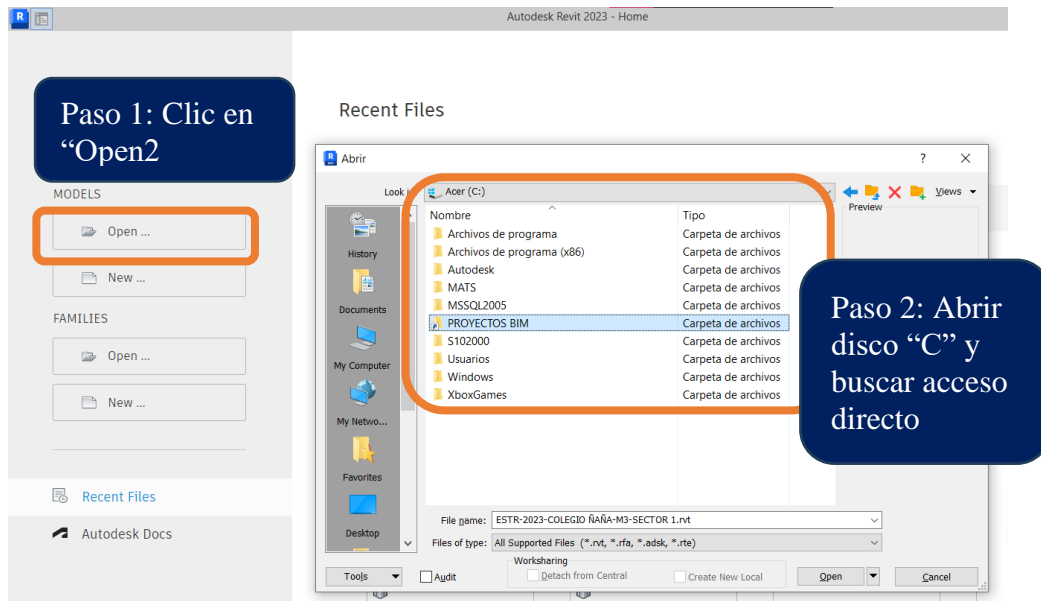 Autodesk Revit 2023 - Home
Paso 1: Clic en
“Open2
Recent Files
MODELS
Open ...
New ...
FAMILIES
Open ...
New ...
Recent Files
Autodesk Docs
Abrir
? X
Look
Acer (C:)
Views
Preview
History
Documents
My Computer
My Netwo...
Favorites
Desktop
Nombre Tipo
Archivos de programa Carpeta de archivos
Archivos de programa (x86) Carpeta de archivos
Autodesk Carpeta de archivos
MATS Carpeta de archivos
MSSQL2005 Carpeta de archivos
PROYECTOS BIM Carpeta de archivos
S102000 Carpeta de archivos
Usuarios Carpeta de archivos
Windows Carpeta de archivos
XboxGames Carpeta de archivos
Paso 2: Abrir
disco “C” y
buscar acceso
directo
File name: ESTR-2023-COLEGIO ÑAÑA-M3-SECTOR 1.rvt
Files of type: All Supported Files (*.rvt, *.rfa, *.adsk, *.rte)
Worksharing
Tools Audit Detach from Central Create New Local Open Cancel